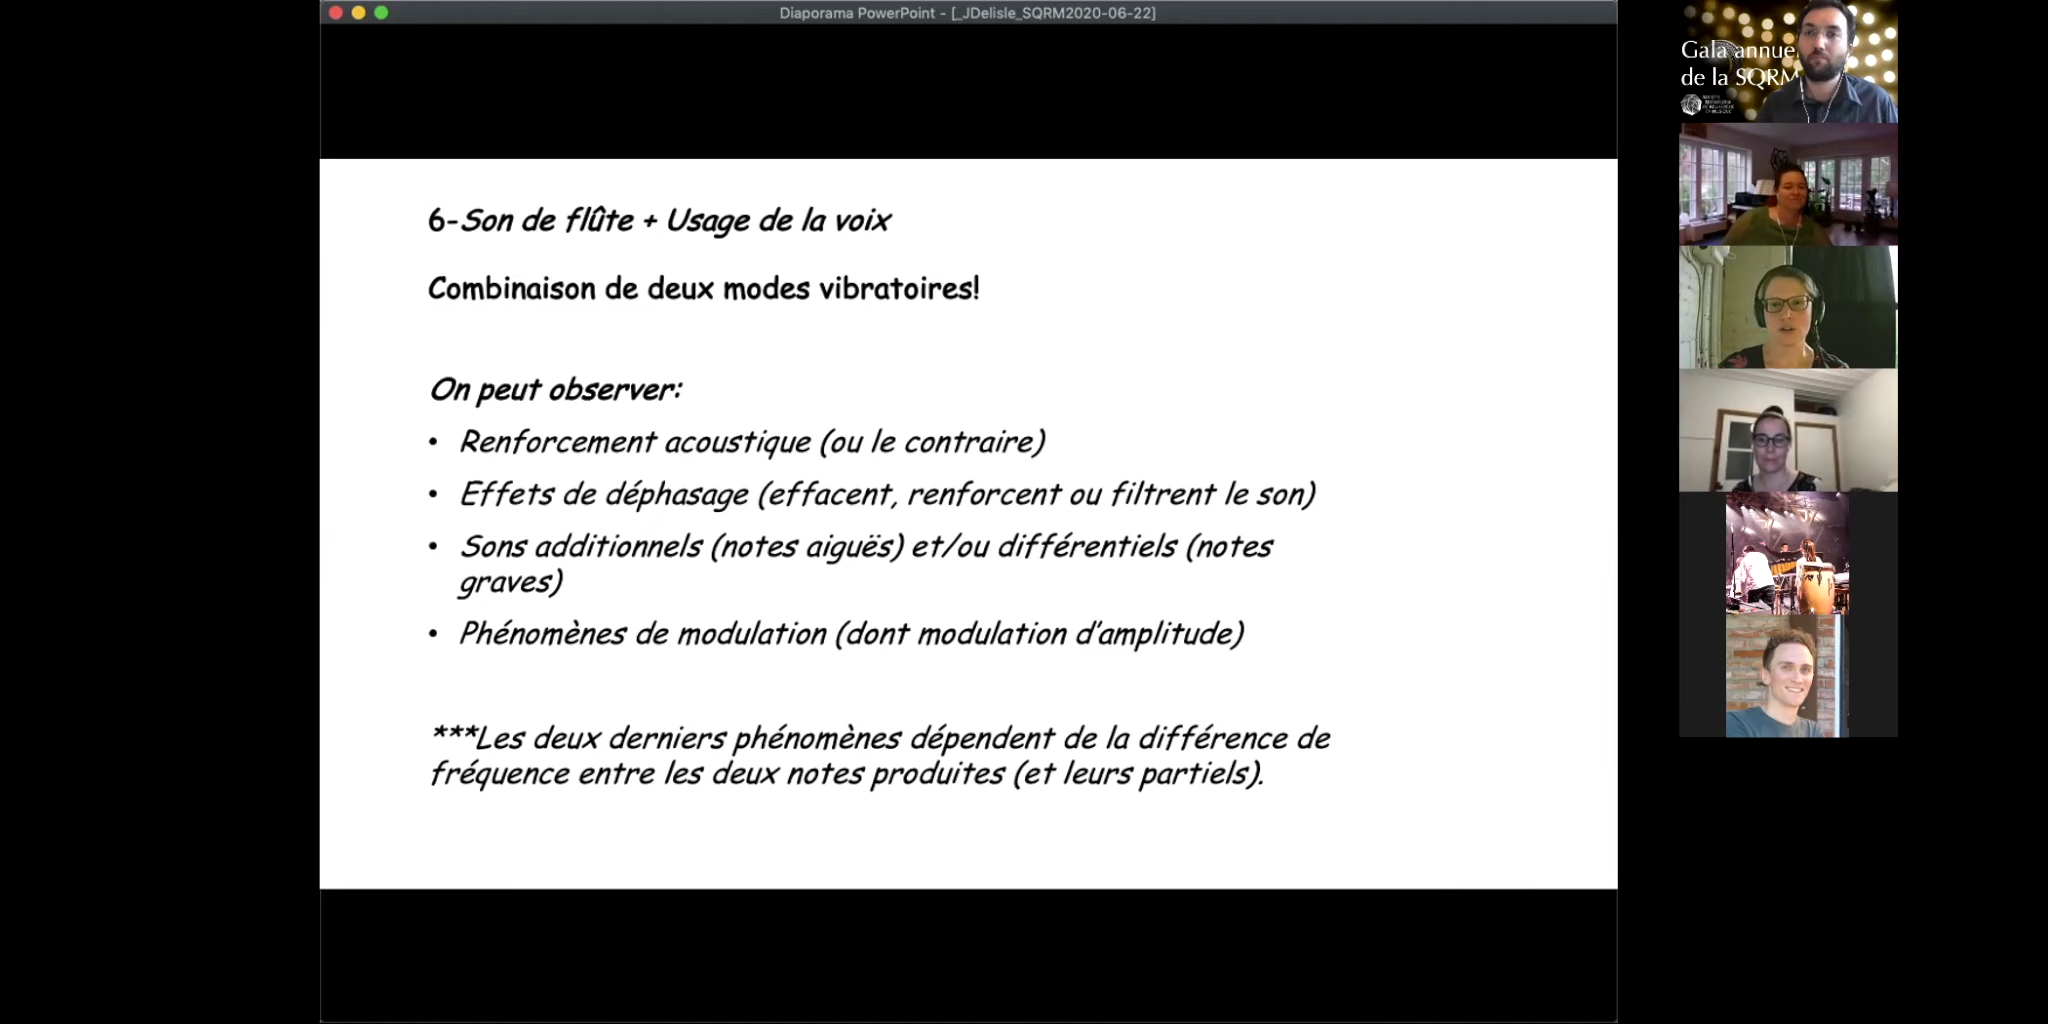 Diaporama PowerPoint - [_JDelisle_SQRM2020-06-22]
6-Son de flûte + Usage de la voix
Combinaison de deux modes vibratoires!
On peut observer:
• Renforcement acoustique (ou le contraire)
• Effets de déphasage (effacent, renforcent ou filtrent le son)
• Sons additionnels (notes aiguës) et/ou différentiels (notes
graves)
• Phénomènes de modulation (dont modulation d'amplitude)
***Les deux derniers phénomènes dépendent de la différence de
fréquence entre les deux notes produites (et leurs partiels).
Gala annue
de la SQRM